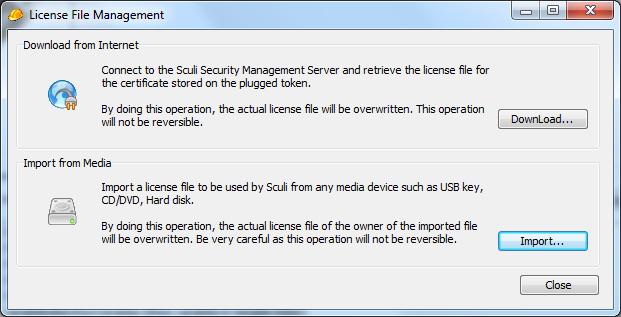 License File Management
Download from Internet
Connect to the Sculi Security Management Server and retrieve the license file for
the certificate stored on the plugged token.
By doing this operation, the actual license file will be overwritten. This operation
will not be reversible.
DownLoad...
Import from Media
Import a license file to be used by Sculi from any media device such as USB key,
CD/DVD, Hard disk.
By doing this operation, the actual license file of the owner of the imported file
will be overwritten. Be very careful as this operation will not be reversible.
Import...
Close